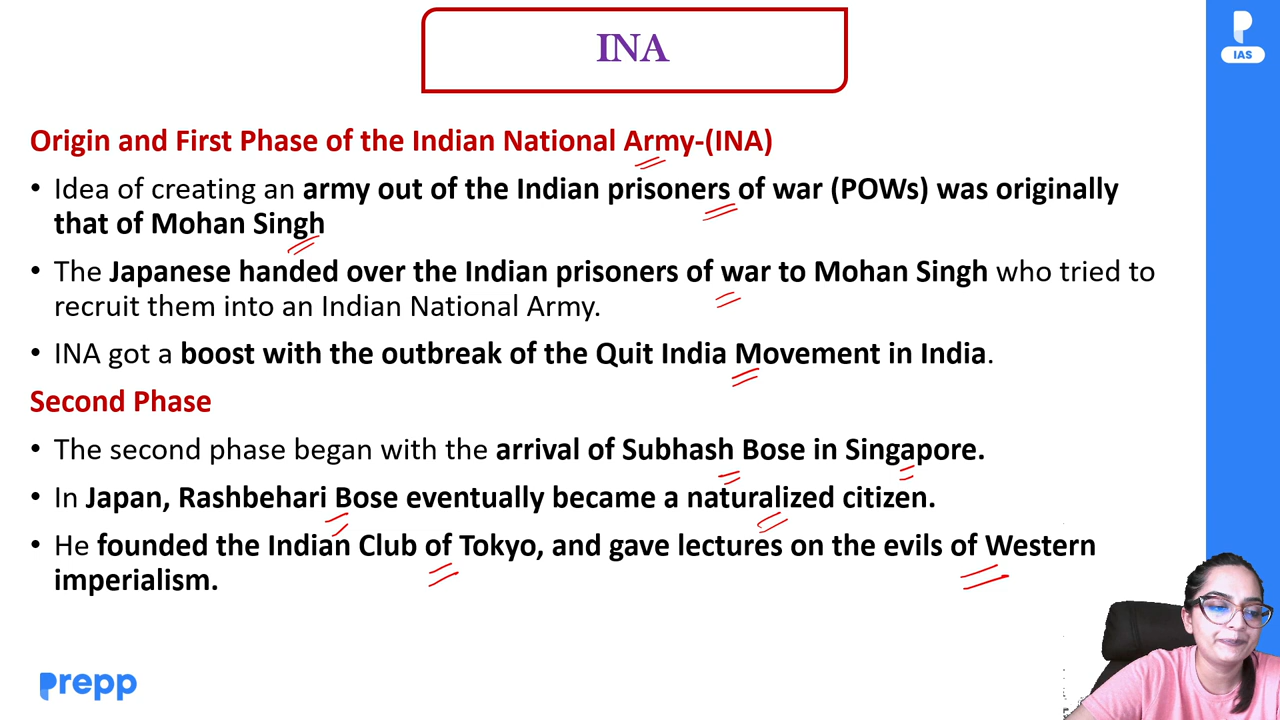 INA
IAS
Origin and First Phase of the Indian National Army-(INA)
• Idea of creating an army out of the Indian prisoners of war (POWs) was originally
that of Mohan Singh
• The Japanese handed over the Indian prisoners of war to Mohan Singh who tried to
recruit them into an Indian National Army.
• INA got a boost with the outbreak of the Quit India Movement in India.
Second Phase
• The second phase began with the arrival of Subhash Bose in Singapore.
• In Japan, Rashbehari Bose eventually became a naturalized citizen.
• He founded the Indian Club of Tokyo, and gave lectures on the evils of Western
imperialism.
prepp